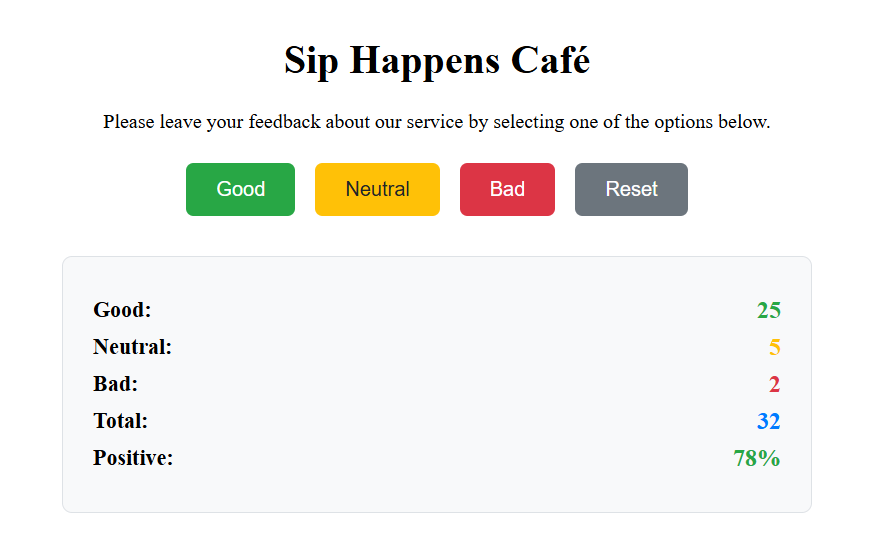 Sip Happens Café
Please leave your feedback about our service by selecting one of the options below.
Good Neutral Bad Reset
Good: 25
Neutral: 5
Bad: 2
Total: 32
Positive: 78%